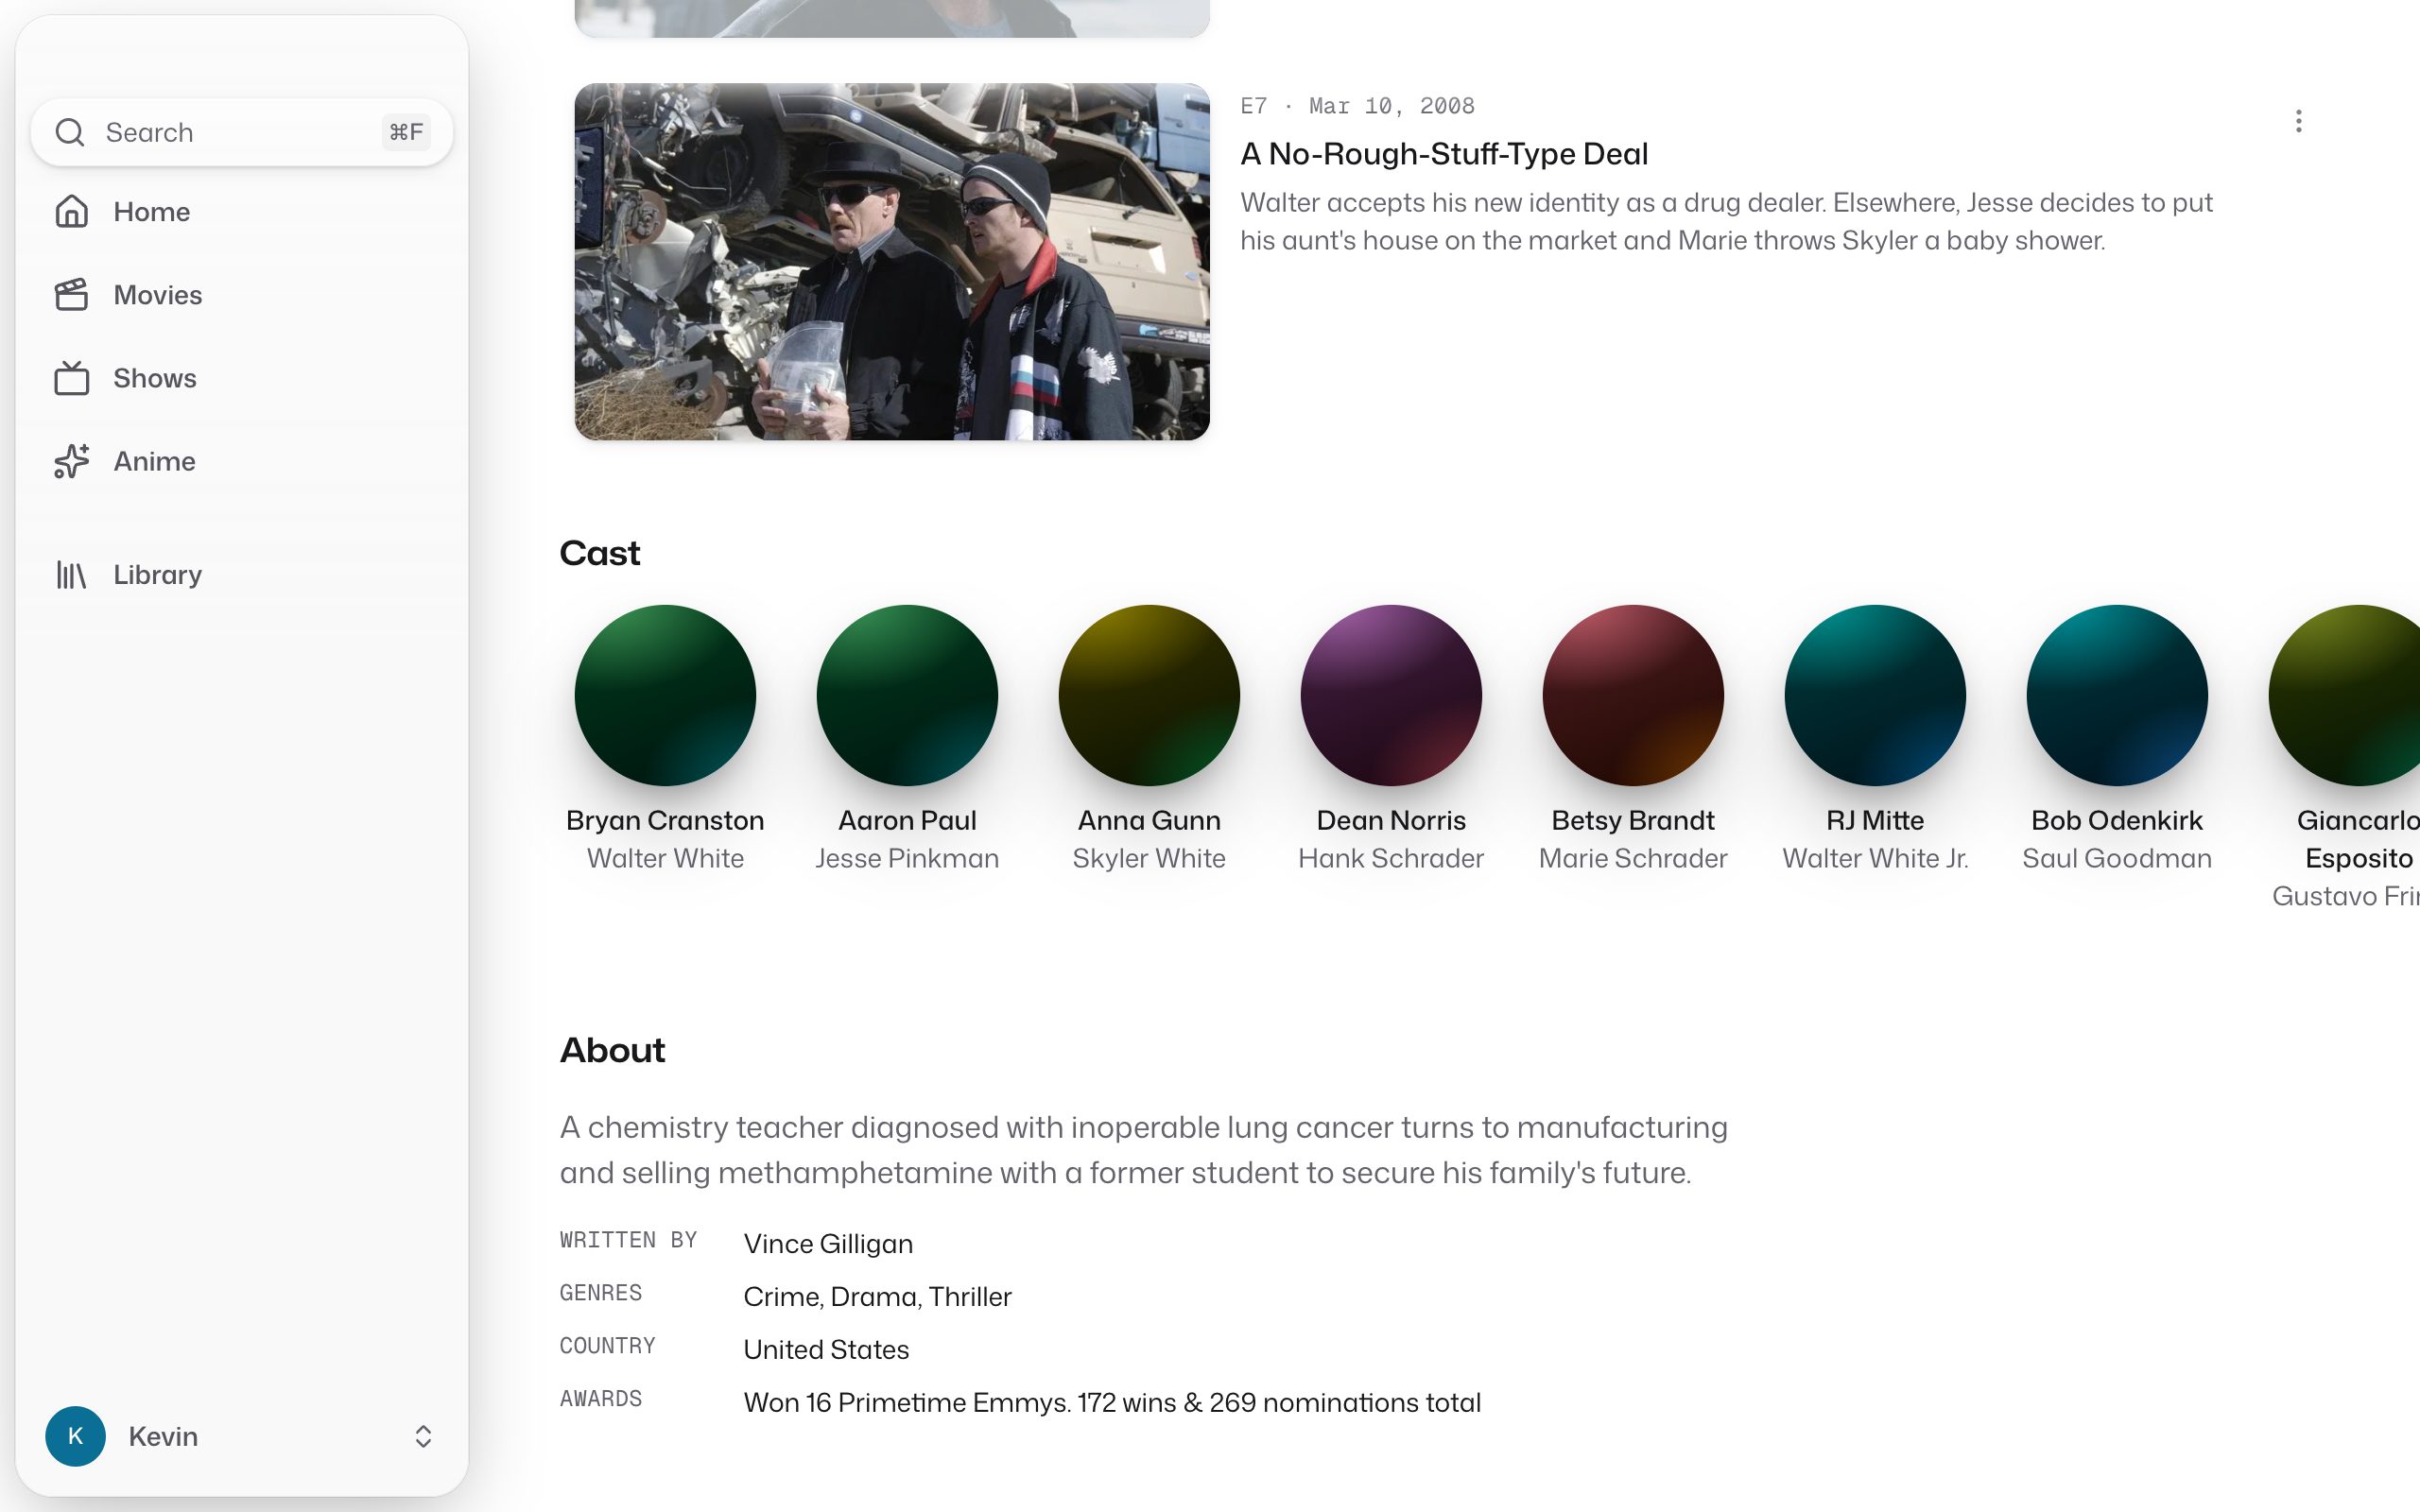 Search ⌘F
Home
Movies
Shows
Anime
Library
K Kevin
E7 · Mar 10, 2008
A No-Rough-Stuff-Type Deal
Walter accepts his new identity as a drug dealer. Elsewhere, Jesse decides to put
his aunt's house on the market and Marie throws Skyler a baby shower.
Cast
Bryan Cranston
Walter White
Aaron Paul
Jesse Pinkman
Anna Gunn
Skyler White
Dean Norris
Hank Schrader
Betsy Brandt
Marie Schrader
RJ Mitte
Walter White Jr.
Bob Odenkirk
Saul Goodman
Giancarlo
Esposito
Gustavo
About
A chemistry teacher diagnosed with inoperable lung cancer turns to manufacturing
and selling methamphetamine with a former student to secure his family's future.
WRITTEN BY Vince Gilligan
GENRES Crime, Drama, Thriller
COUNTRY United States
AWARDS Won 16 Primetime Emmys. 172 wins & 269 nominations total